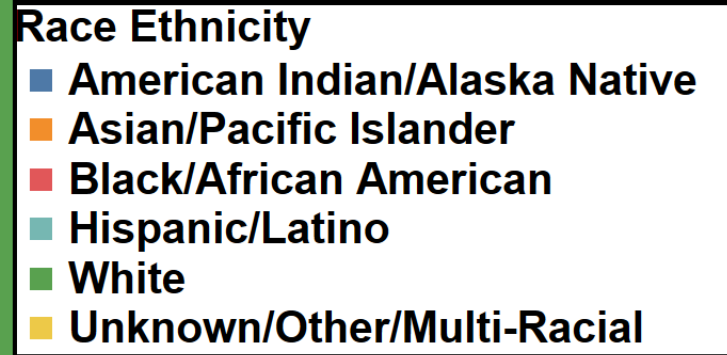 Race Ethnicity
American Indian/Alaska Native
Asian/Pacific Islander
Black/African American
Hispanic/Latino
White
Unknown/Other/Multi-Racial